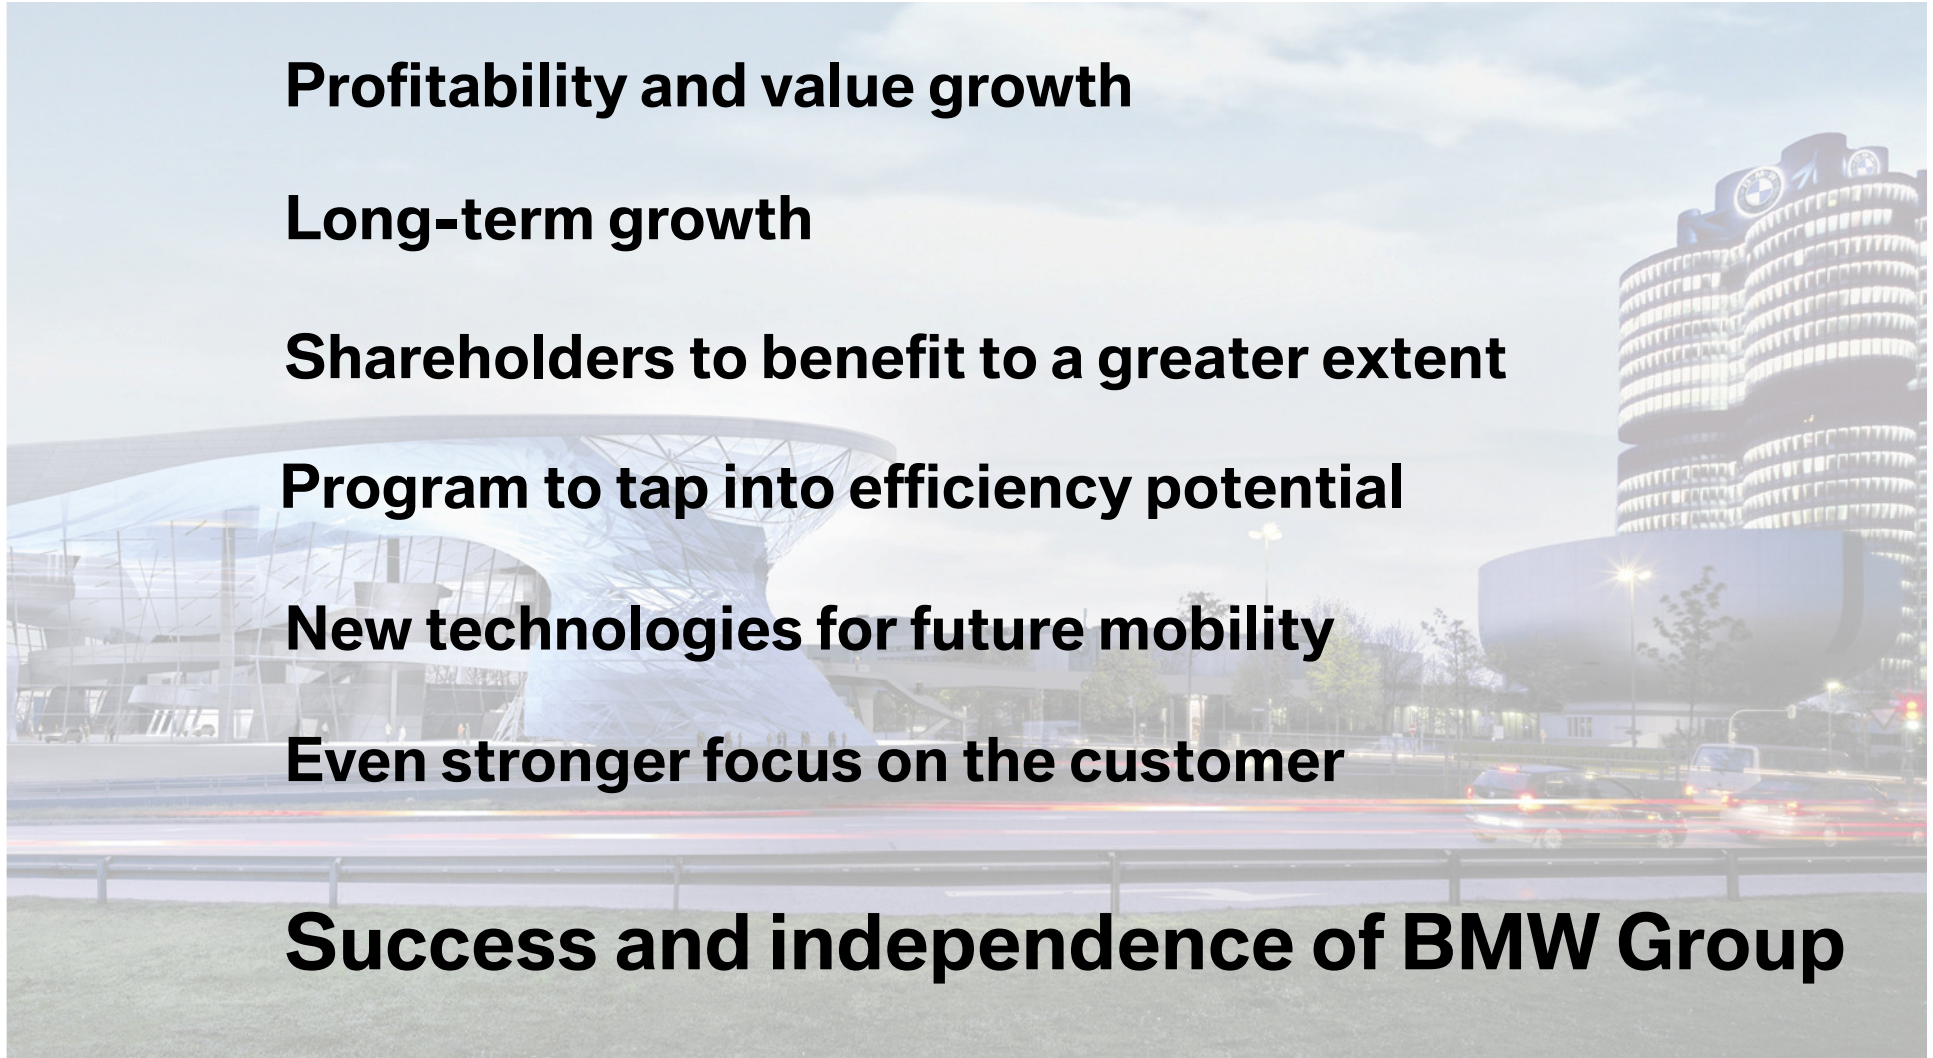 Profitability and value growth
Long-term growth
Shareholders to benefit to a greater extent
Program to tap into efficiency potential
New technologies for future mobility
Even stronger focus on the customer
Success and independence of BMW Group
BMW